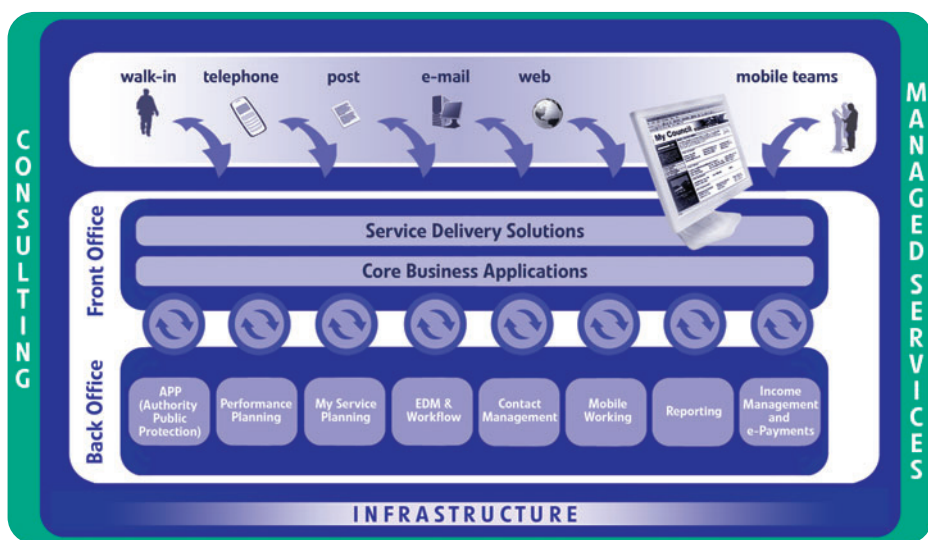 walk-in
telephone
post
e-mail
web
mobile teams
My Council
CONSULTING
MANAGED SERVICES
Front Office
Service Delivery Solutions
Core Business Applications
Back Office
APP
(Authority
Public
Protection)
Performance
Planning
My Service
Planning
EDM &
Workflow
Contact
Management
Mobile
Working
Reporting
Income
Management
and
e-Payments
INFRASTRUCTURE